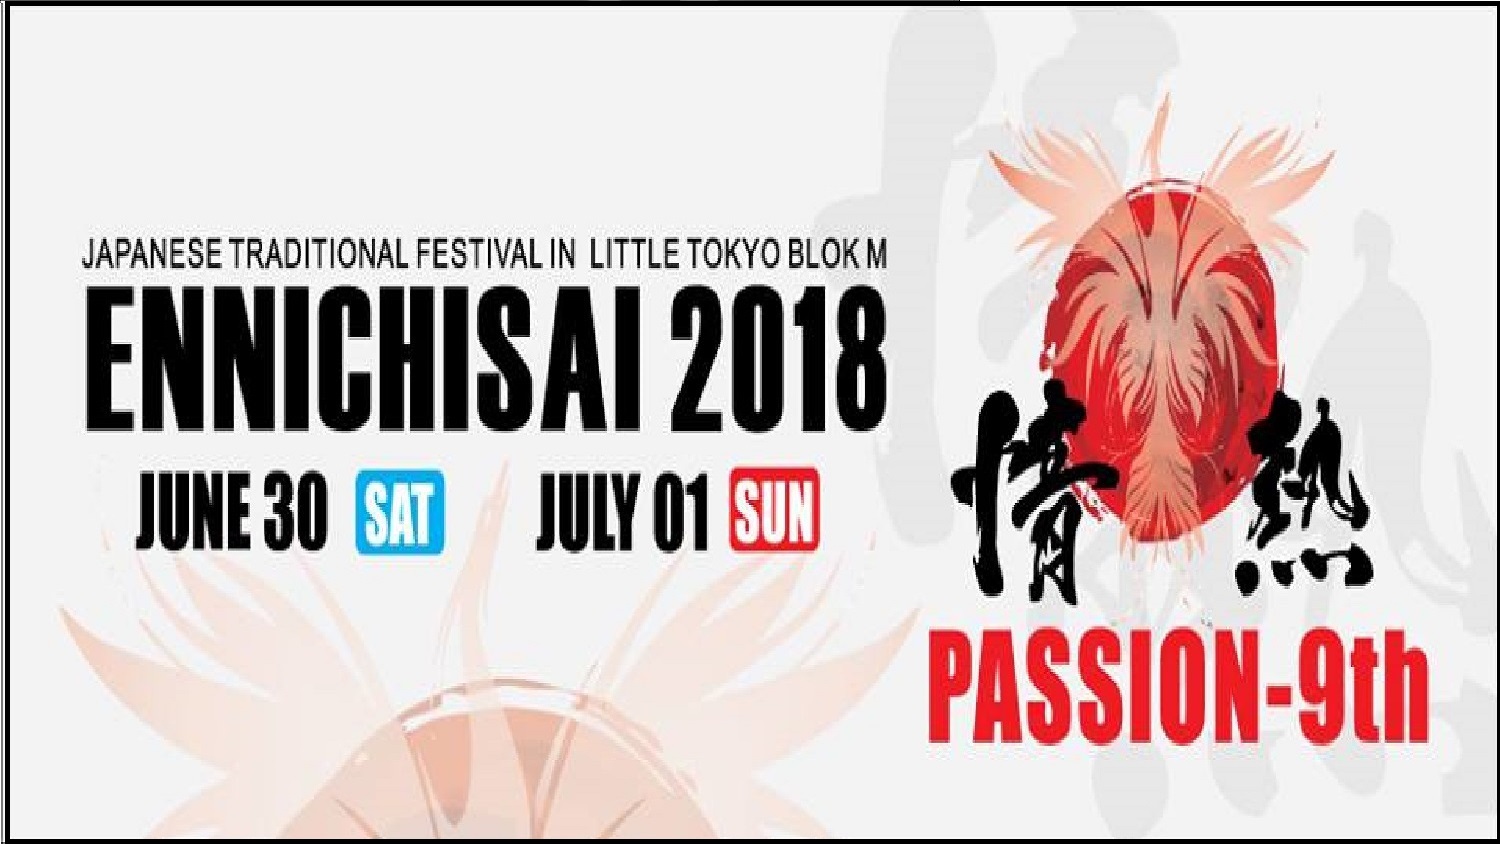 JAPANESE TRADITIONAL FESTIVAL IN LITTLE TOKYO BLOK M
ENNICHISAI 2018
JUNE 30 SAT JULY 01 SUN
情熱
PASSION-9th